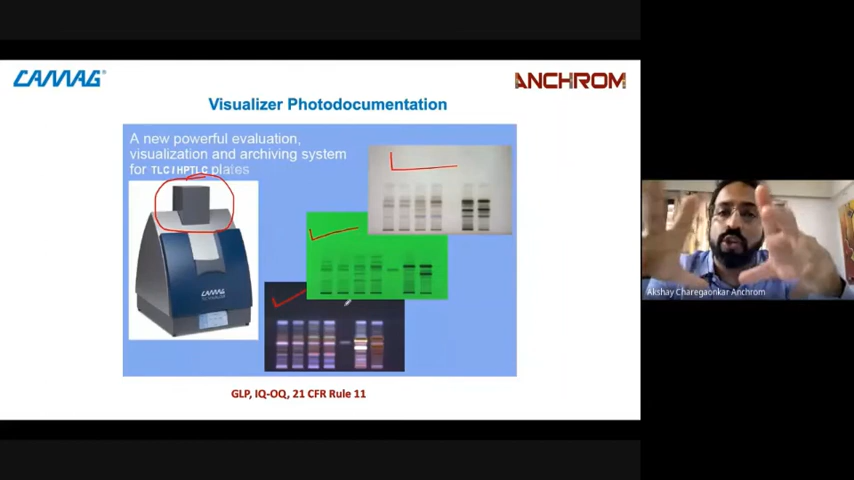 CAMAG®
ANCHROM
Visualizer Photodocumentation
A new powerful evaluation,
visualization and archiving system
for TLC/HPTLC plates
CAMAG
GLP, IQ-OQ, 21 CFR Rule 11
Akshay Charegaonkar Anchrom